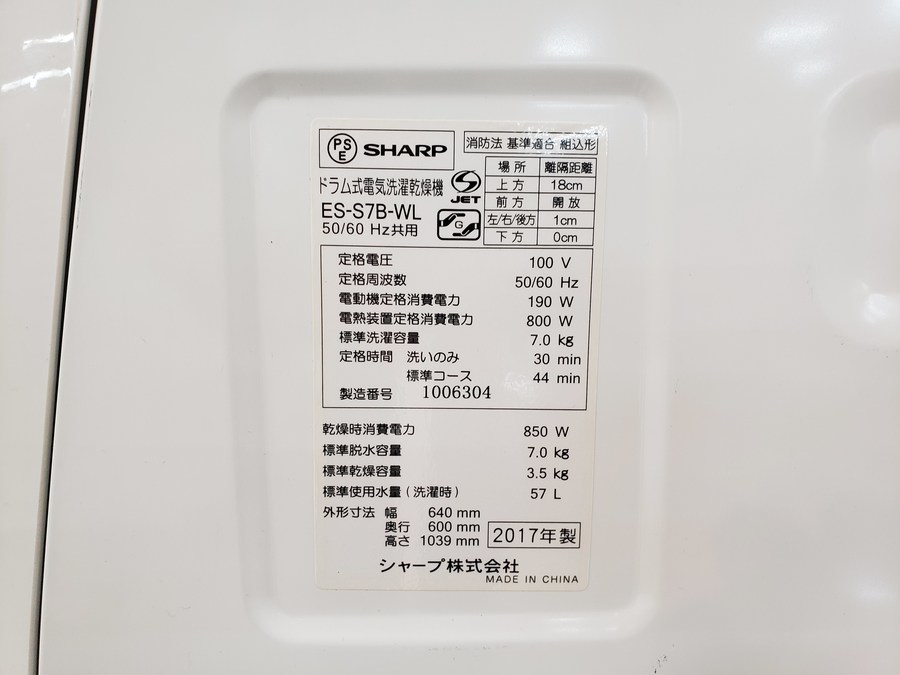 PSE SHARP
消防法 基準適合 組込形
場所 離隔距離
上方 18cm
前方 開放
左/右/後方 1cm
下方 0cm
ドラム式電気洗濯乾燥機
S JET
ES-S7B-WL
G
50/60 Hz共用
定格電圧 100 V
定格周波数 50/60 Hz
電動機定格消費電力 190 W
電熱装置定格消費電力 800 W
標準洗濯容量 7.0 kg
定格時間 洗いのみ 30 min
標準コース 44 min
製造番号 1006304
乾燥時消費電力 850 W
標準脱水容量 7.0 kg
標準乾燥容量 3.5 kg
標準使用水量(洗濯時) 57 L
外形寸法 幅 640 mm
奥行 600 mm
高さ 1039 mm
2017年製
シャープ株式会社
MADE IN CHINA